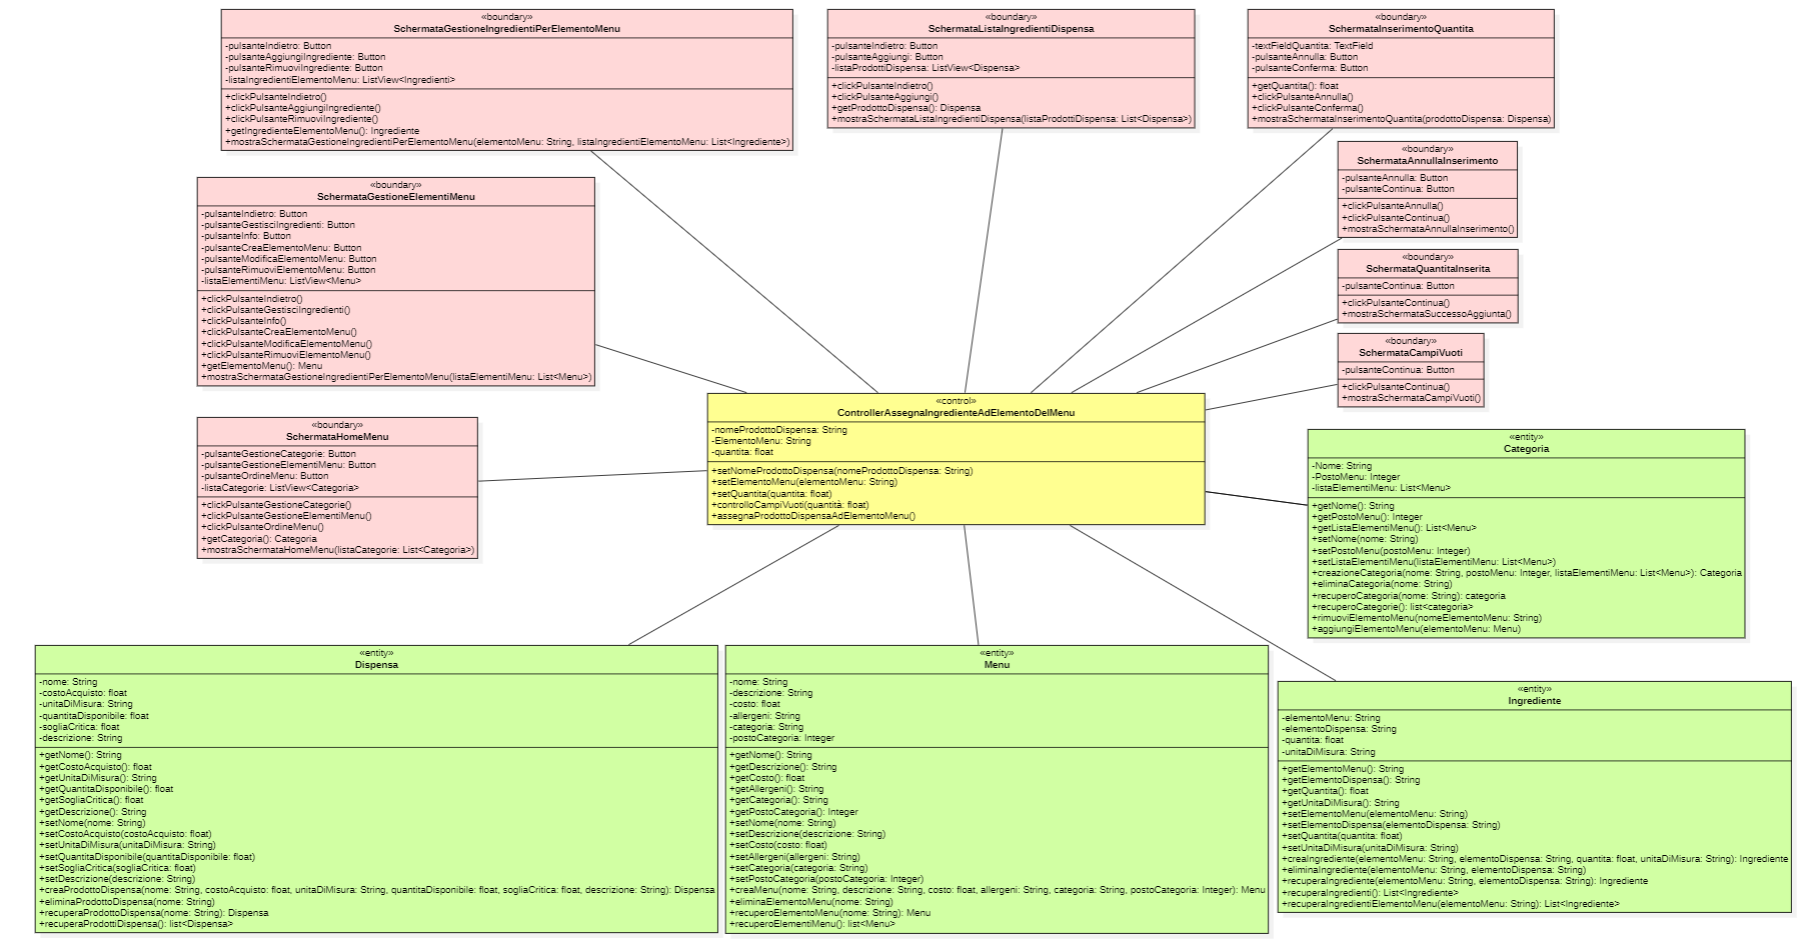 «boundary»
SchermataGestioneIngredientiPerElementoMenu
-pulsanteIndietro: Button
-pulsanteAggiungiIngrediente: Button
-pulsanteRimuoviIngrediente: Button
-listaIngredientiElementoMenu: ListView<Ingredienti>
+clickPulsanteIndietro()
+clickPulsanteAggiungiIngrediente()
+clickPulsanteRimuoviIngrediente()
+getIngredienteElementoMenu(): Ingrediente
+mostraSchermataGestioneIngredientiPerElementoMenu(elementoMenu: String, listaIngredientiElementoMenu: List<Ingrediente>)
«boundary»
SchermataListaIngredientiDispensa
-pulsanteIndietro: Button
-pulsanteAggiungi: Button
-listaProdottiDispensa: ListView<Dispensa>
+clickPulsanteIndietro()
+clickPulsanteAggiungi()
+getProdottoDispensa(): Dispensa
+mostraSchermataListaIngredientiDispensa(listaProdottiDispensa: List<Dispensa>)
«boundary»
SchermataInserimentoQuantita
-textFieldQuantita: TextField
-pulsanteAnnulla: Button
-pulsanteConferma: Button
+getQuantita(): float
+clickPulsanteAnnulla()
+clickPulsanteConferma()
+mostraSchermataInserimentoQuantita(prodottoDispensa: Dispensa)
«boundary»
SchermataAnnullaInserimento
-pulsanteAnnulla: Button
-pulsanteContinua: Button
+clickPulsanteAnnulla()
+clickPulsanteContinua()
+mostraSchermataAnnullaInserimento()
«boundary»
SchermataGestioneElementiMenu
-pulsanteIndietro: Button
-pulsanteGestisciIngredienti: Button
-pulsanteInfo: Button
-pulsanteCreaElementoMenu: Button
-pulsanteModificaElementoMenu: Button
-pulsanteRimuoviElementoMenu: Button
-listaElementiMenu: ListView<Menu>
+clickPulsanteIndietro()
+clickPulsanteGestisciIngredienti()
+clickPulsanteInfo()
+clickPulsanteCreaElementoMenu()
+clickPulsanteModificaElementoMenu()
+clickPulsanteRimuoviElementoMenu()
+getElementoMenu(): Menu
+mostraSchermataGestioneIngredientiPerElementoMenu(listaElementiMenu: List<Menu>)
«boundary»
SchermataQuantitaInserita
-pulsanteContinua: Button
+clickPulsanteContinua()
+mostraSchermataSuccessoAggiunta()
«boundary»
SchermataCampiVuoti
-pulsanteContinua: Button
+clickPulsanteContinua()
+mostraSchermataCampiVuoti()
«control»
ControllerAssegnaIngredienteAdElementoDelMenu
-nomeProdottoDispensa: String
-ElementoMenu: String
-quantita: float
+setNomeProdottoDispensa(nomeProdottoDispensa: String)
+setElementoMenu(elementoMenu: String)
+setQuantita(quantita: float)
+controlloCampiVuoti(quantità: float)
+assegnaProdottoDispensaAdElementoMenu()
«boundary»
SchermataHomeMenu
-pulsanteGestioneCategorie: Button
-pulsanteGestioneElementiMenu: Button
-pulsanteOrdineMenu: Button
-listaCategorie: ListView<Categoria>
+clickPulsanteGestioneCategorie()
+clickPulsanteGestioneElementiMenu()
+clickPulsanteOrdineMenu()
+getCategoria(): Categoria
+mostraSchermataHomeMenu(listaCategorie: List<Categoria>)
«entity»
Categoria
-Nome: String
-PostoMenu: Integer
-listaElementiMenu: List<Menu>
+getNome(): String
+getPostoMenu(): Integer
+getListaElementiMenu(): List<Menu>
+setNome(nome: String)
+setPostoMenu(postoMenu: Integer)
+setListaElementiMenu(listaElementiMenu: List<Menu>)
+creazioneCategoria(nome: String, postoMenu: Integer, listaElementiMenu: List<Menu>): Categoria
+eliminaCategoria(nome: String)
+recuperoCategoria(nome: String): categoria
+recuperoCategorie(): list<categoria>
+rimuoviElementoMenu(nomeElementoMenu: String)
+aggiungiElementoMenu(elementoMenu: Menu)
«entity»
Dispensa
-nome: String
-costoAcquisto: float
-unitaDiMisura: String
-quantitaDisponibile: float
-sogliaCritica: float
-descrizione: String
+getNome(): String
+getCostoAcquisto(): float
+getUnitaDiMisura(): String
+getQuantitaDisponibile(): float
+getSogliaCritica(): float
+getDescrizione(): String
+setNome(nome: String)
+setCostoAcquisto(costoAcquisto: float)
+setUnitaDiMisura(unitaDiMisura: String)
+setQuantitaDisponibile(quantitaDisponibile: float)
+setSogliaCritica(sogliaCritica: float)
+setDescrizione(descrizione: String)
+creaProdottoDispensa(nome: String, costoAcquisto: float, unitaDiMisura: String, quantitaDisponibile: float, sogliaCritica: float, descrizione: String): Dispensa
+eliminaProdottoDispensa(nome: String)
+recuperaProdottoDispensa(nome: String): Dispensa
+recuperaProdottiDispensa(): list<Dispensa>
«entity»
Menu
-nome: String
-descrizione: String
-costo: float
-allergeni: String
-categoria: String
-postoCategoria: Integer
+getNome(): String
+getDescrizione(): String
+getCosto(): float
+getAllergeni(): String
+getCategoria(): String
+getPostoCategoria(): Integer
+setNome(nome: String)
+setDescrizione(descrizione: String)
+setCosto(costo: float)
+setAllergeni(allergeni: String)
+setCategoria(categoria: String)
+setPostoCategoria(postoCategoria: Integer)
+creaMenu(nome: String, descrizione: String, costo: float, allergeni: String, categoria: String, postoCategoria: Integer): Menu
+eliminaElementoMenu(nome: String)
+recuperoElementoMenu(nome: String): Menu
+recuperoElementiMenu(): list<Menu>
«entity»
Ingrediente
-elementoMenu: String
-elementoDispensa: String
-quantita: float
-unitaDiMisura: String
+getElementoMenu(): String
+getElementoDispensa(): String
+getQuantita(): float
+getUnitaDiMisura(): String
+setElementoMenu(elementoMenu: String)
+setElementoDispensa(elementoDispensa: String)
+setQuantita(quantita: float)
+setUnitaDiMisura(unitaDiMisura: String)
+creaIngrediente(elementoMenu: String, elementoDispensa: String, quantita: float, unitaDiMisura: String): Ingrediente
+eliminaIngrediente(elementoMenu: String, elementoDispensa: String)
+recuperaIngrediente(elementoMenu: String, elementoDispensa: String): Ingrediente
+recuperaIngredienti(): List<Ingrediente>
+recuperaIngredientiElementoMenu(elementoMenu: String): List<Ingrediente>